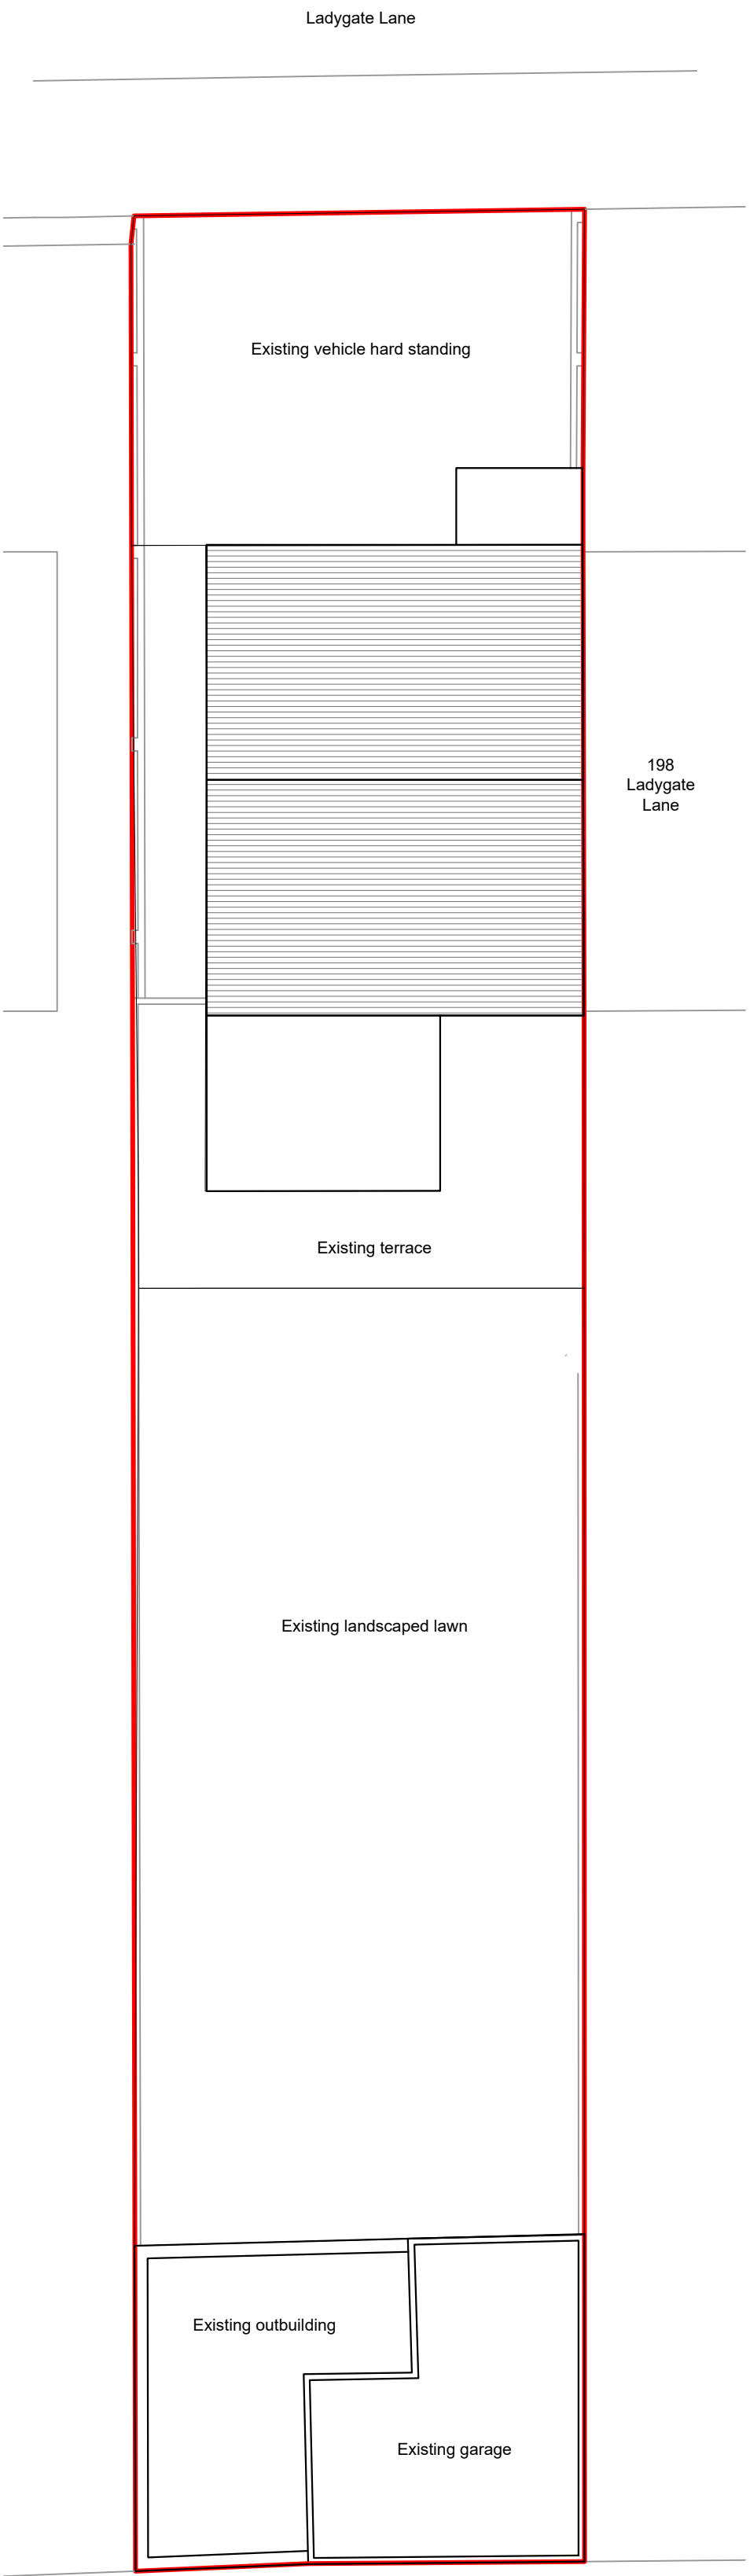 Ladygate Lane
Existing vehicle hard standing
198
Ladygate
Lane
Existing terrace
Existing landscaped lawn
Existing outbuilding
Existing garage